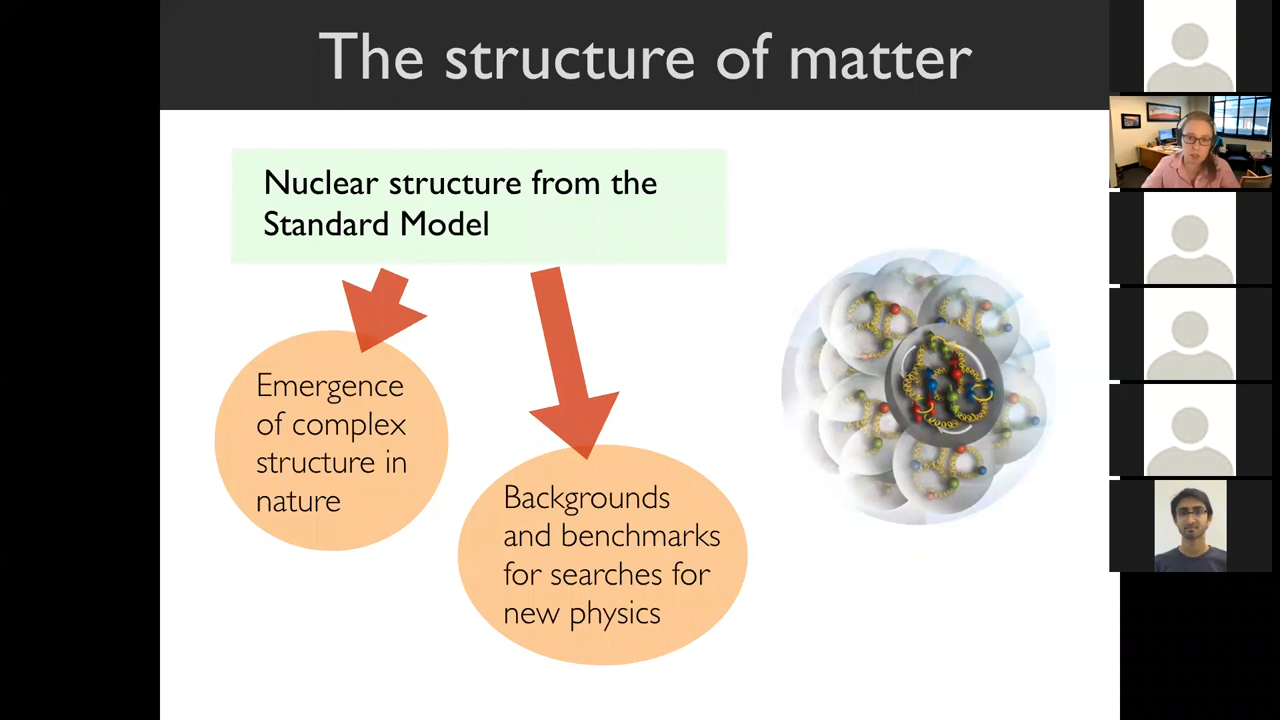 The structure of matter
Nuclear structure from the
Standard Model
Emergence
of complex
structure in
nature
Backgrounds
and benchmarks
for searches for
new physics